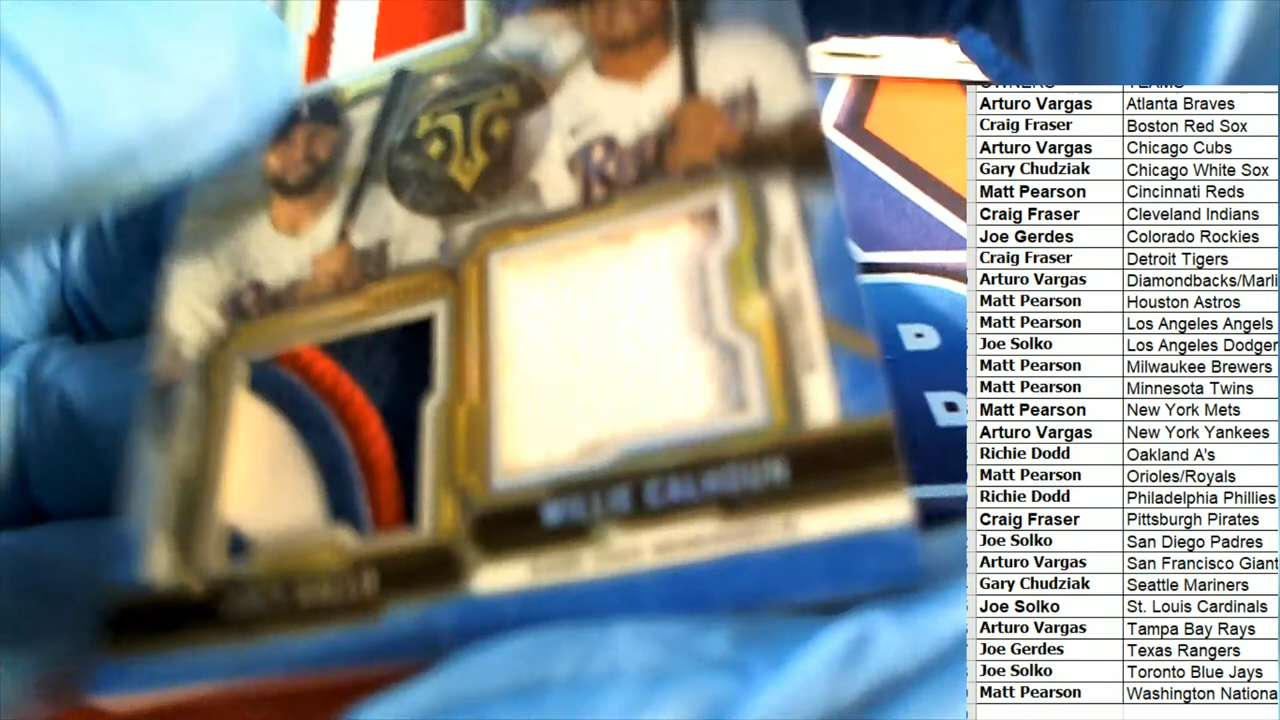 OWNERS TEAMS
Arturo Vargas Atlanta Braves
Craig Fraser Boston Red Sox
Arturo Vargas Chicago Cubs
Gary Chudziak Chicago White Sox
Matt Pearson Cincinnati Reds
Craig Fraser Cleveland Indians
Joe Gerdes Colorado Rockies
Craig Fraser Detroit Tigers
Arturo Vargas Diamondbacks/Marli
Matt Pearson Houston Astros
Matt Pearson Los Angeles Angels
Joe Solko Los Angeles Dodger
Matt Pearson Milwaukee Brewers
Matt Pearson Minnesota Twins
Matt Pearson New York Mets
Arturo Vargas New York Yankees
Richie Dodd Oakland A's
Matt Pearson Orioles/Royals
Richie Dodd Philadelphia Phillies
Craig Fraser Pittsburgh Pirates
Joe Solko San Diego Padres
Arturo Vargas San Francisco Giant
Gary Chudziak Seattle Mariners
Joe Solko St. Louis Cardinals
Arturo Vargas Tampa Bay Rays
Joe Gerdes Texas Rangers
Joe Solko Toronto Blue Jays
Matt Pearson Washington Nationa
WILLIE CALHOUN
D
D